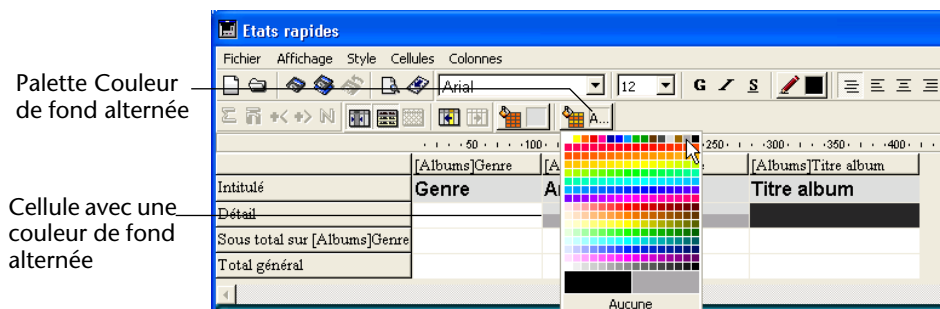 Etats rapides
Fichier Affichage Style Cellules Colonnes
Palette Couleur
de fond alternée
Arial 12 G I S
Σ N A...
50 100 250 300 350 400
[Albums]Genre [A [Albums]Titre album
Intitulé Genre A Titre album
Détail
Cellule avec une
couleur de fond
alternée
Sous total sur [Albums]Genre
Total général
Aucune